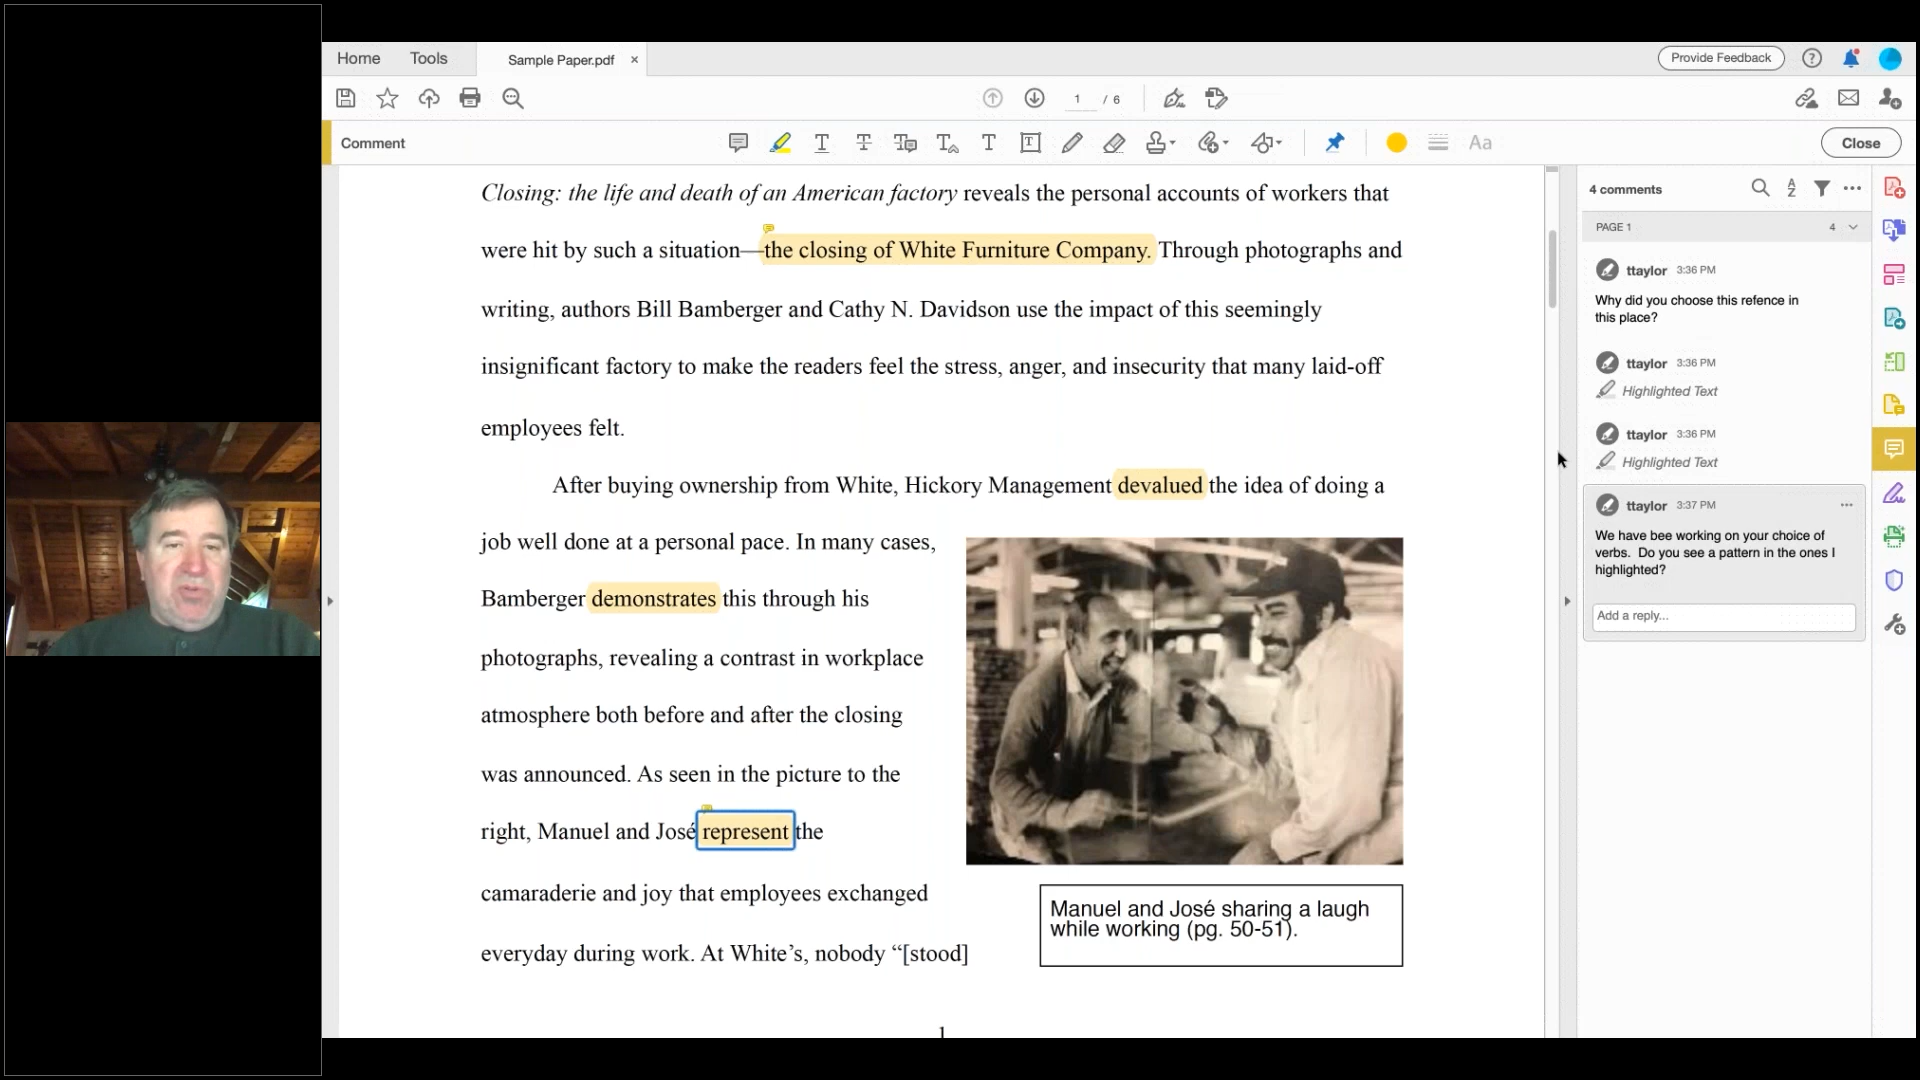 Home
Tools
Sample Paper.pdf
×
Provide Feedback
1 / 6
Comment
Aa
Close
Closing: the life and death of an American factory reveals the personal accounts of workers that
were hit by such a situation—the closing of White Furniture Company. Through photographs and
writing, authors Bill Bamberger and Cathy N. Davidson use the impact of this seemingly
insignificant factory to make the readers feel the stress, anger, and insecurity that many laid-off
employees felt.
After buying ownership from White, Hickory Management devalued the idea of doing a
job well done at a personal pace. In many cases,
Bamberger demonstrates this through his
photographs, revealing a contrast in workplace
atmosphere both before and after the closing
was announced. As seen in the picture to the
right, Manuel and José represent the
camaraderie and joy that employees exchanged
everyday during work. At White’s, nobody “[stood]
Manuel and José sharing a laugh
while working (pg. 50-51).
1
4 comments
PAGE 1
4
ttaylor 3:36 PM
Why did you choose this refence in
this place?
ttaylor 3:36 PM
Highlighted Text
ttaylor 3:36 PM
Highlighted Text
ttaylor 3:37 PM
We have bee working on your choice of
verbs. Do you see a pattern in the ones I
highlighted?
Add a reply...